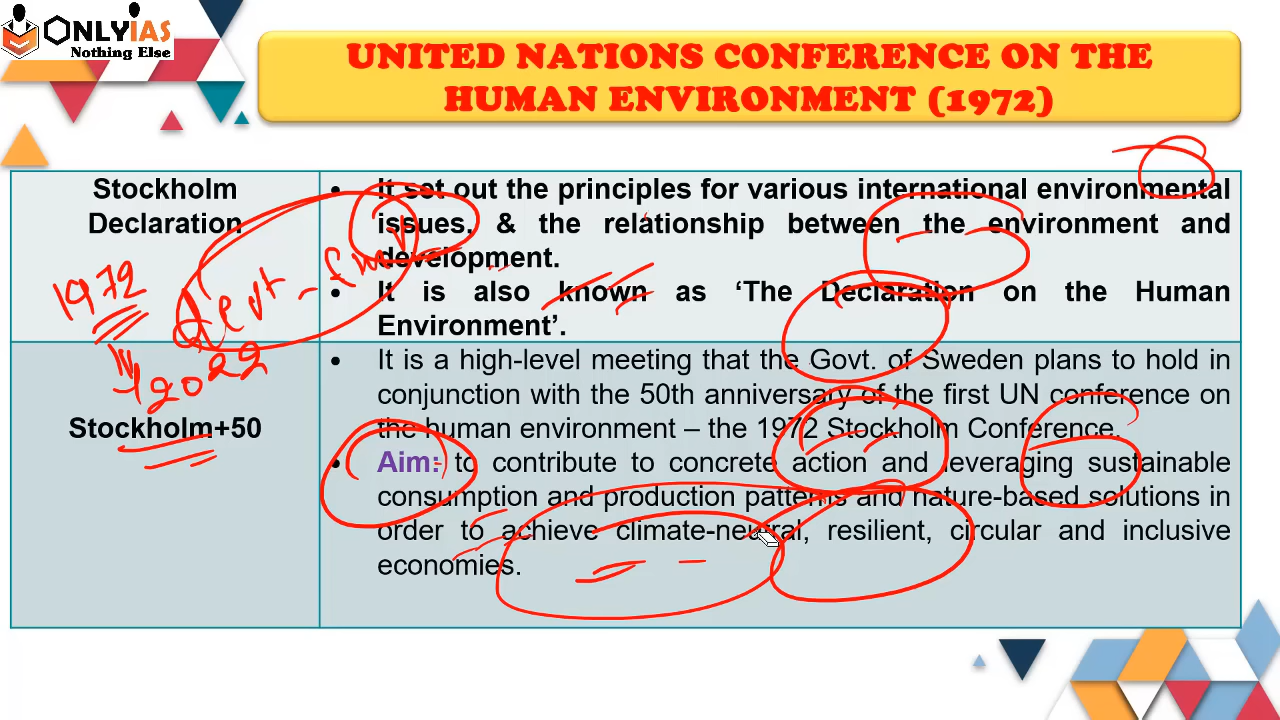 ONLYIAS
Nothing Else
UNITED NATIONS CONFERENCE ON THE
HUMAN ENVIRONMENT (1972)
Stockholm
Declaration
• It set out the principles for various international environmental
issues, & the relationship between the environment and
development.
• It is also known as ‘The Declaration on the Human
Environment’.
1972
2022
Stockholm+50
• It is a high-level meeting that the Govt. of Sweden plans to hold in
conjunction with the 50th anniversary of the first UN conference on
the human environment – the 1972 Stockholm Conference.
• Aim: to contribute to concrete action and leveraging sustainable
consumption and production patterns and nature-based solutions in
order to achieve climate-neutral, resilient, circular and inclusive
economies.